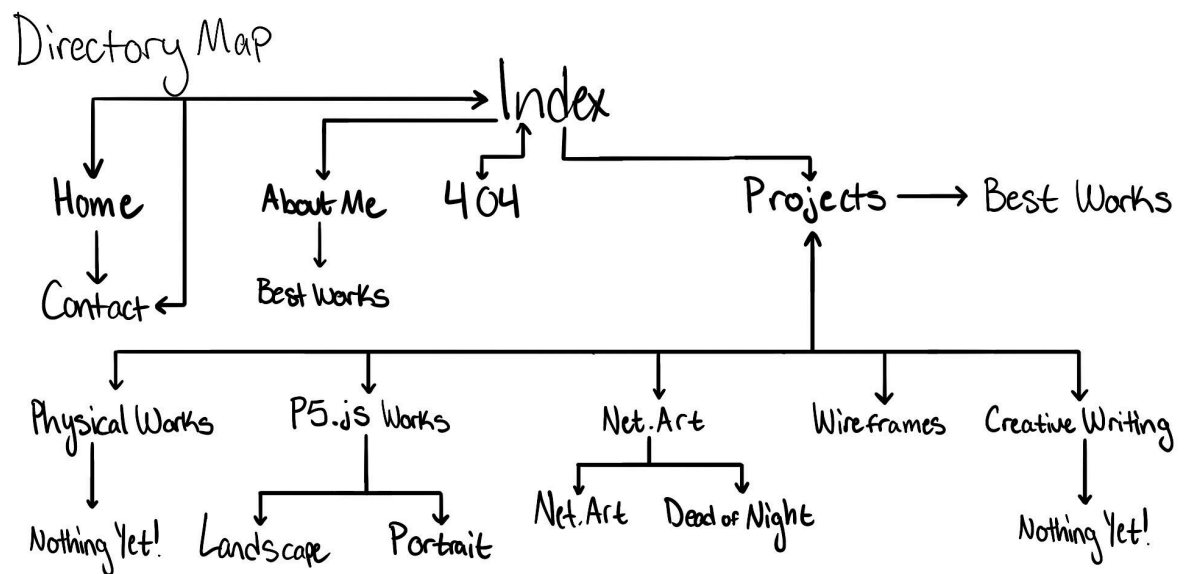 Directory Map
Index
Home
About Me
404
Projects
Best Works
Contact
Best Works
Physical Works
P5.js Works
Net.Art
Wireframes
Creative Writing
Nothing Yet!
Landscape
Portrait
Net.Art
Dead of Night
Nothing Yet!